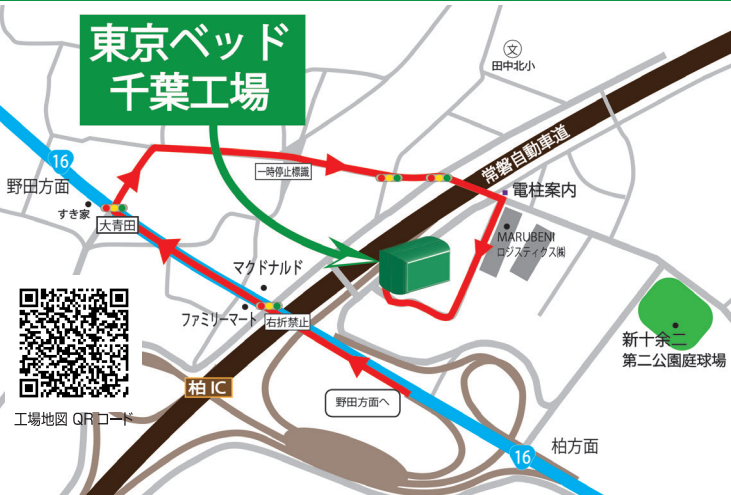 東京ベッド
千葉工場
文
田中北小
常磐自動車道
16
野田方面
一時停止標識
電柱案内
すき家
大青田
MARUBENI
ロジスティクス㈱
マクドナルド
ファミリーマート
右折禁止
新十余二
第二公園庭球場
柏 IC
野田方面へ
工場地図 QRコード
柏方面
16